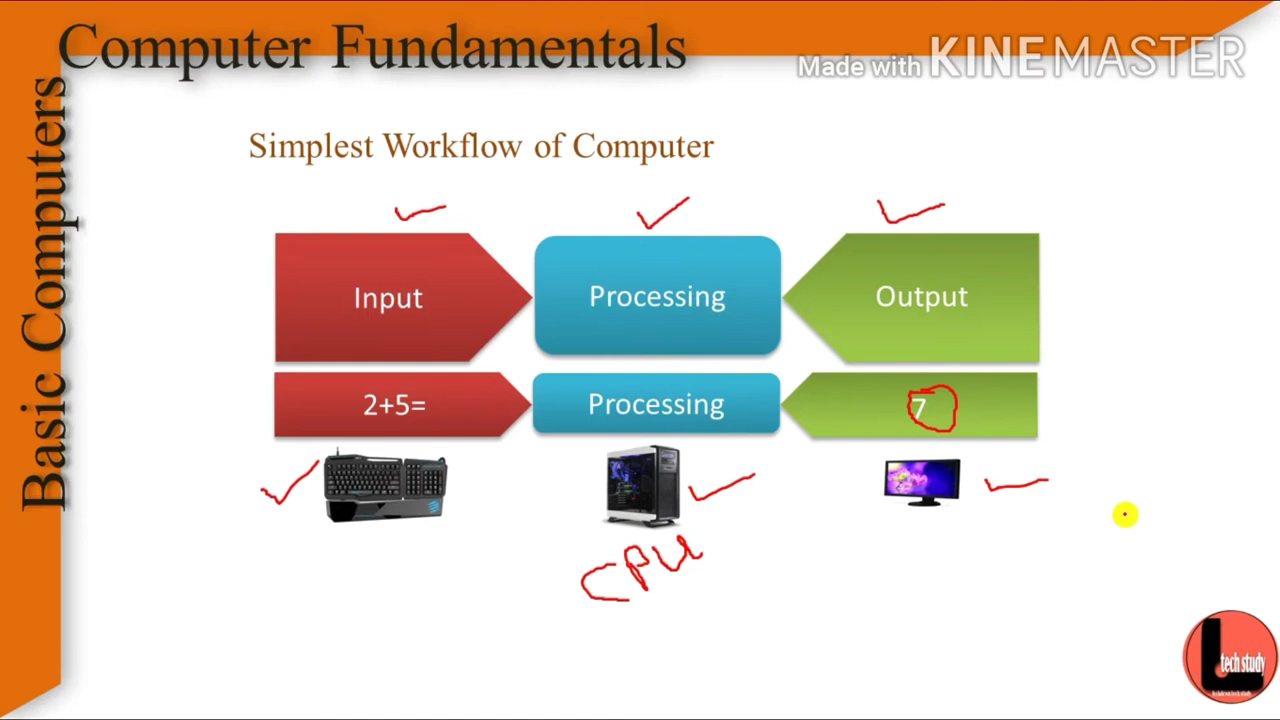 Computer Fundamentals
Made with KINEMASTER
Basic Computers
Simplest Workflow of Computer
Input
Processing
Output
2+5=
Processing
7
CPU
L
tech study